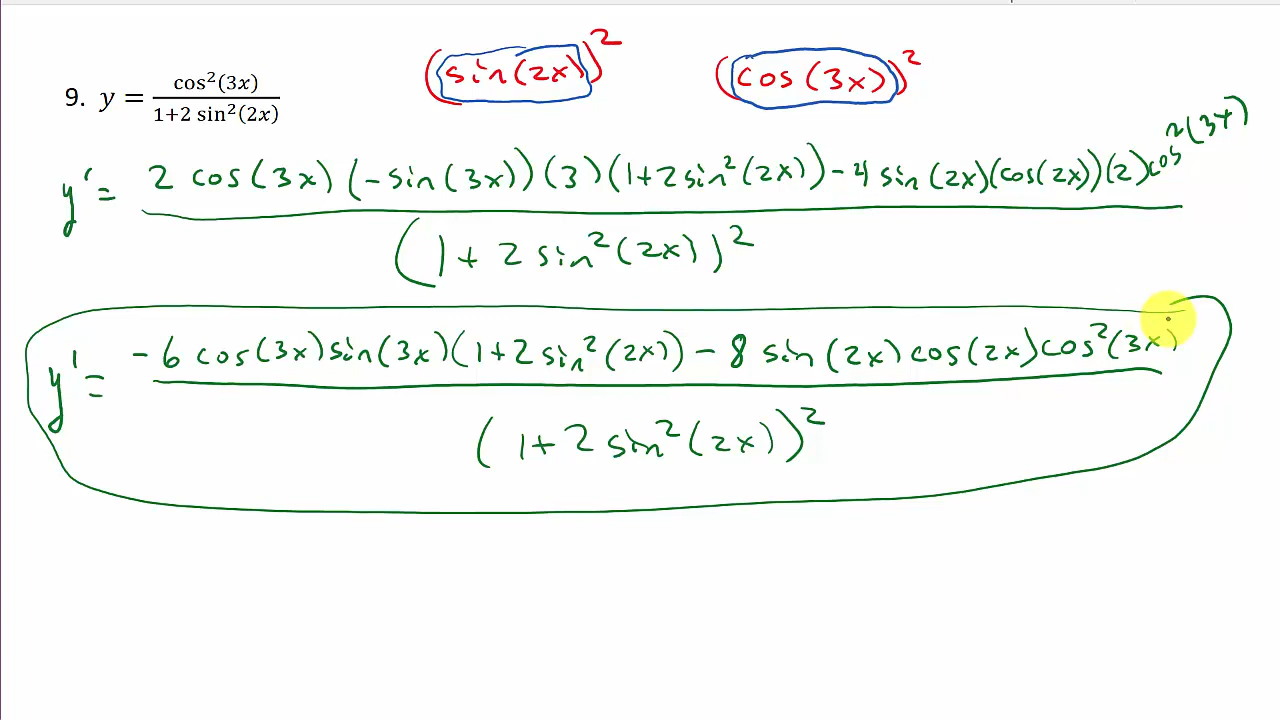 (sin(2x))² (cos(3x))²
9. y = cos²(3x) / 1+2 sin²(2x)
y' = 2 cos(3x) (-sin(3x))(3)(1+2sin²(2x)) - 4 sin(2x)(cos(2x))(2)cos²(3x)
(1 + 2 sin²(2x))²
y' = -6 cos(3x)sin(3x)(1+2sin²(2x)) - 8 sin(2x)cos(2x)cos²(3x)
(1+2sin²(2x))²